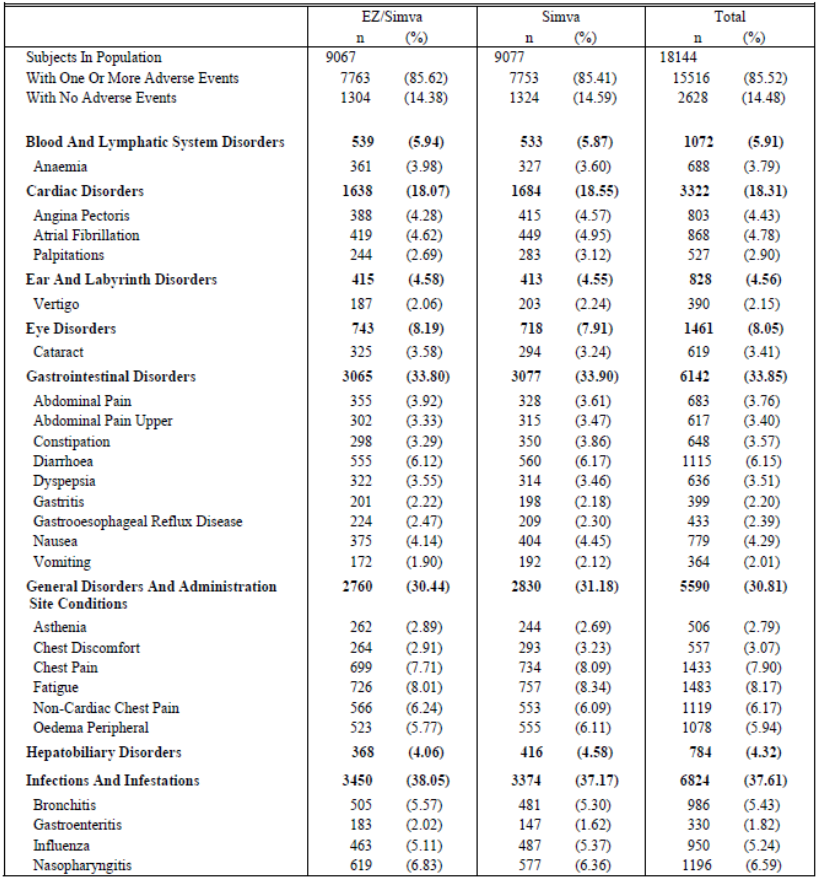 EZ/Simva Simva Total
n (%) n (%) n (%)
Subjects In Population 9067 9077 18144
With One Or More Adverse Events 7763 (85.62) 7753 (85.41) 15516 (85.52)
With No Adverse Events 1304 (14.38) 1324 (14.59) 2628 (14.48)
Blood And Lymphatic System Disorders 539 (5.94) 533 (5.87) 1072 (5.91)
Anaemia 361 (3.98) 327 (3.60) 688 (3.79)
Cardiac Disorders 1638 (18.07) 1684 (18.55) 3322 (18.31)
Angina Pectoris 388 (4.28) 415 (4.57) 803 (4.43)
Atrial Fibrillation 419 (4.62) 449 (4.95) 868 (4.78)
Palpitations 244 (2.69) 283 (3.12) 527 (2.90)
Ear And Labyrinth Disorders 415 (4.58) 413 (4.55) 828 (4.56)
Vertigo 187 (2.06) 203 (2.24) 390 (2.15)
Eye Disorders 743 (8.19) 718 (7.91) 1461 (8.05)
Cataract 325 (3.58) 294 (3.24) 619 (3.41)
Gastrointestinal Disorders 3065 (33.80) 3077 (33.90) 6142 (33.85)
Abdominal Pain 355 (3.92) 328 (3.61) 683 (3.76)
Abdominal Pain Upper 302 (3.33) 315 (3.47) 617 (3.40)
Constipation 298 (3.29) 350 (3.86) 648 (3.57)
Diarrhoea 555 (6.12) 560 (6.17) 1115 (6.15)
Dyspepsia 322 (3.55) 314 (3.46) 636 (3.51)
Gastritis 201 (2.22) 198 (2.18) 399 (2.20)
Gastrooesophageal Reflux Disease 224 (2.47) 209 (2.30) 433 (2.39)
Nausea 375 (4.14) 404 (4.45) 779 (4.29)
Vomiting 172 (1.90) 192 (2.12) 364 (2.01)
General Disorders And Administration 2760 (30.44) 2830 (31.18) 5590 (30.81)
Site Conditions
Asthenia 262 (2.89) 244 (2.69) 506 (2.79)
Chest Discomfort 264 (2.91) 293 (3.23) 557 (3.07)
Chest Pain 699 (7.71) 734 (8.09) 1433 (7.90)
Fatigue 726 (8.01) 757 (8.34) 1483 (8.17)
Non-Cardiac Chest Pain 566 (6.24) 553 (6.09) 1119 (6.17)
Oedema Peripheral 523 (5.77) 555 (6.11) 1078 (5.94)
Hepatobiliary Disorders 368 (4.06) 416 (4.58) 784 (4.32)
Infections And Infestations 3450 (38.05) 3374 (37.17) 6824 (37.61)
Bronchitis 505 (5.57) 481 (5.30) 986 (5.43)
Gastroenteritis 183 (2.02) 147 (1.62) 330 (1.82)
Influenza 463 (5.11) 487 (5.37) 950 (5.24)
Nasopharyngitis 619 (6.83) 577 (6.36) 1196 (6.59)